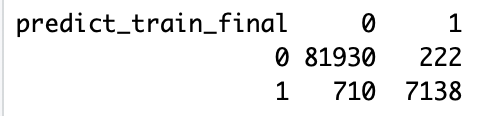 predict_train_final 0 1
0 81930 222
1 710 7138